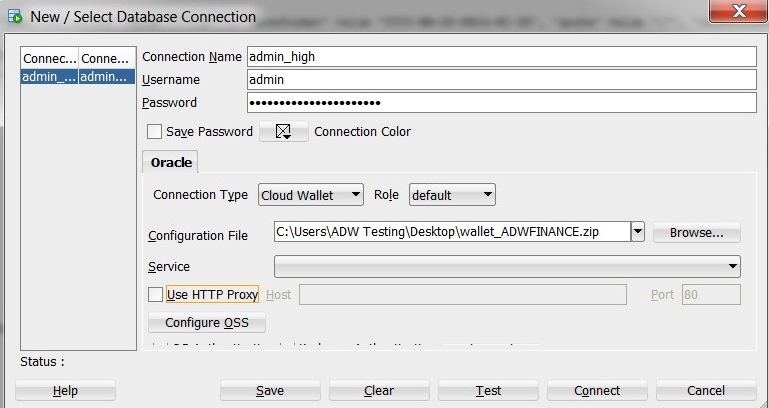 New / Select Database Connection
Connec... Conne...
admin_... admin...
Connection Name admin_high
Username admin
Password ••••••••••••••••••••••
Save Password Connection Color
Oracle
Connection Type Cloud Wallet Role default
Configuration File C:\Users\ADW Testing\Desktop\wallet_ADWFINANCE.zip Browse...
Service
Use HTTP Proxy Host Port 80
Configure OSS
Status :
Help Save Clear Test Connect Cancel